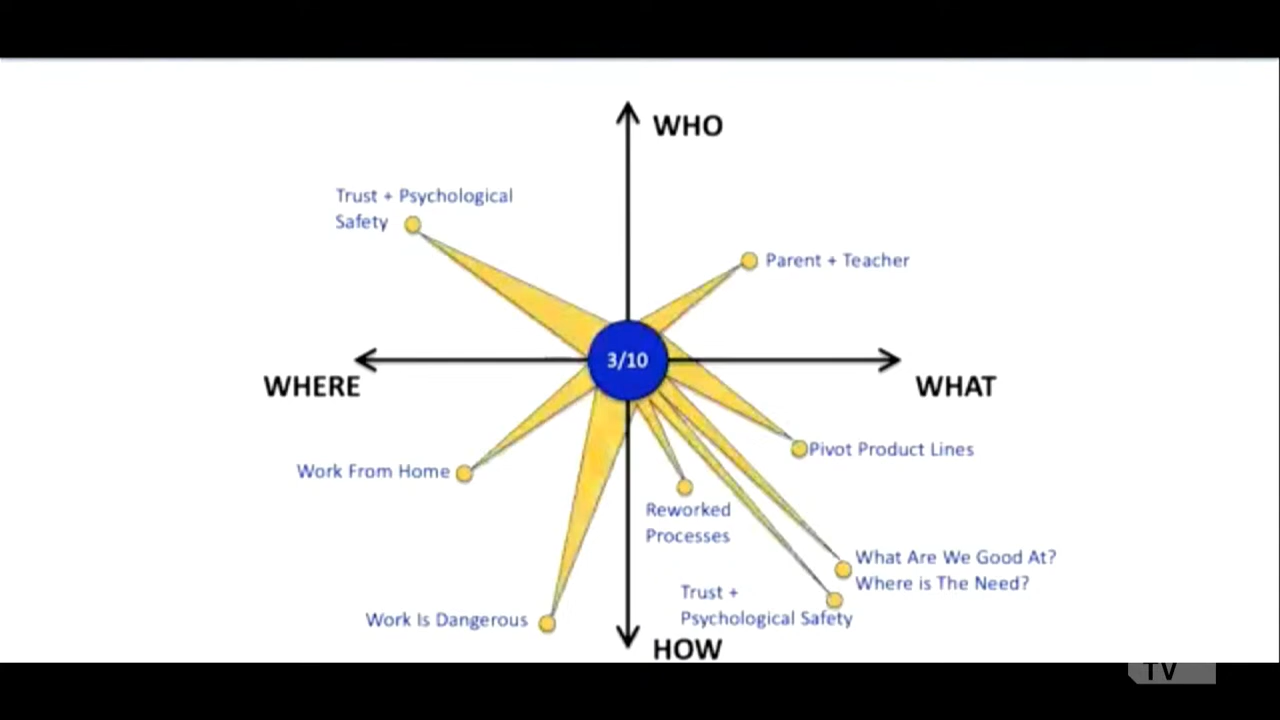 WHO
Trust + Psychological
Safety
Parent + Teacher
3/10
WHERE
WHAT
Pivot Product Lines
Work From Home
Reworked
Processes
What Are We Good At?
Where is The Need?
Trust +
Psychological Safety
Work Is Dangerous
HOW
TV